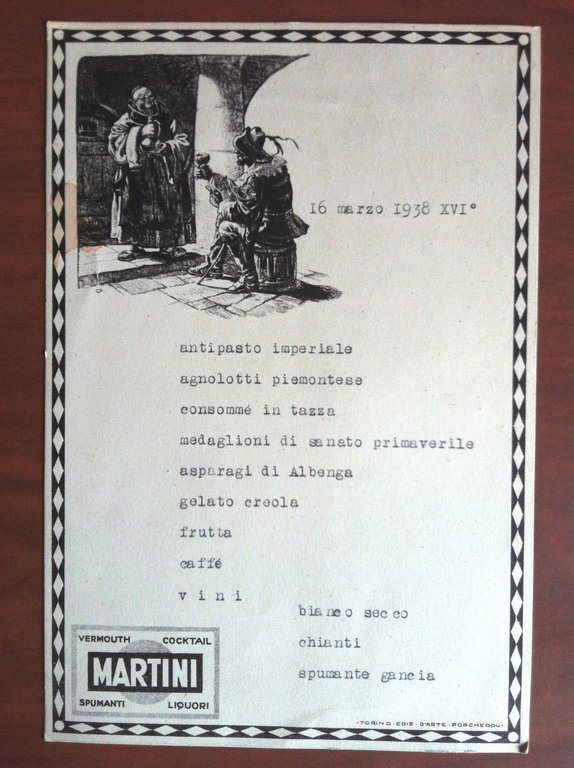 16 marzo 1938 XVI°
antipasto imperiale
agnolotti piemontese
consommé in tazza
medaglioni di sanato primaverile
asparagi di Albenga
gelato creola
frutta
caffé
vini
bianco secco
chianti
spumante gancia
VERMOUTH COCKTAIL
MARTINI
SPUMANTI LIQUORI
·TORINO·EDIZ·D'ARTE·PORCHEDDU·